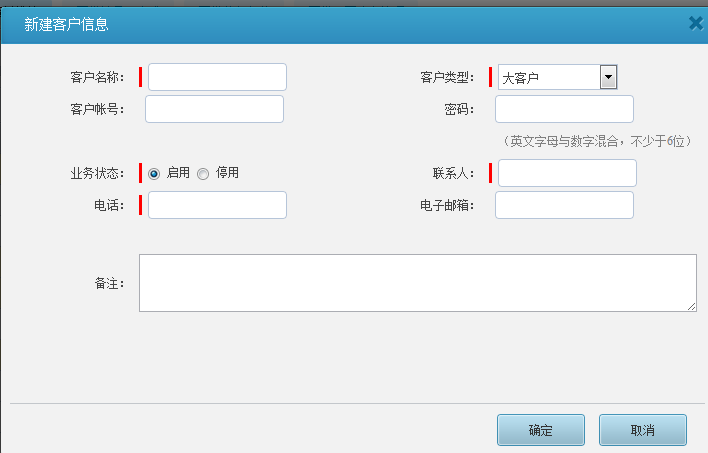 新建客户信息
客户名称： 客户类型： 大客户
客户帐号： 密码：
（英文字母与数字混合，不少于6位）
业务状态： 启用 停用 联系人：
电话： 电子邮箱：
备注：
确定 取消